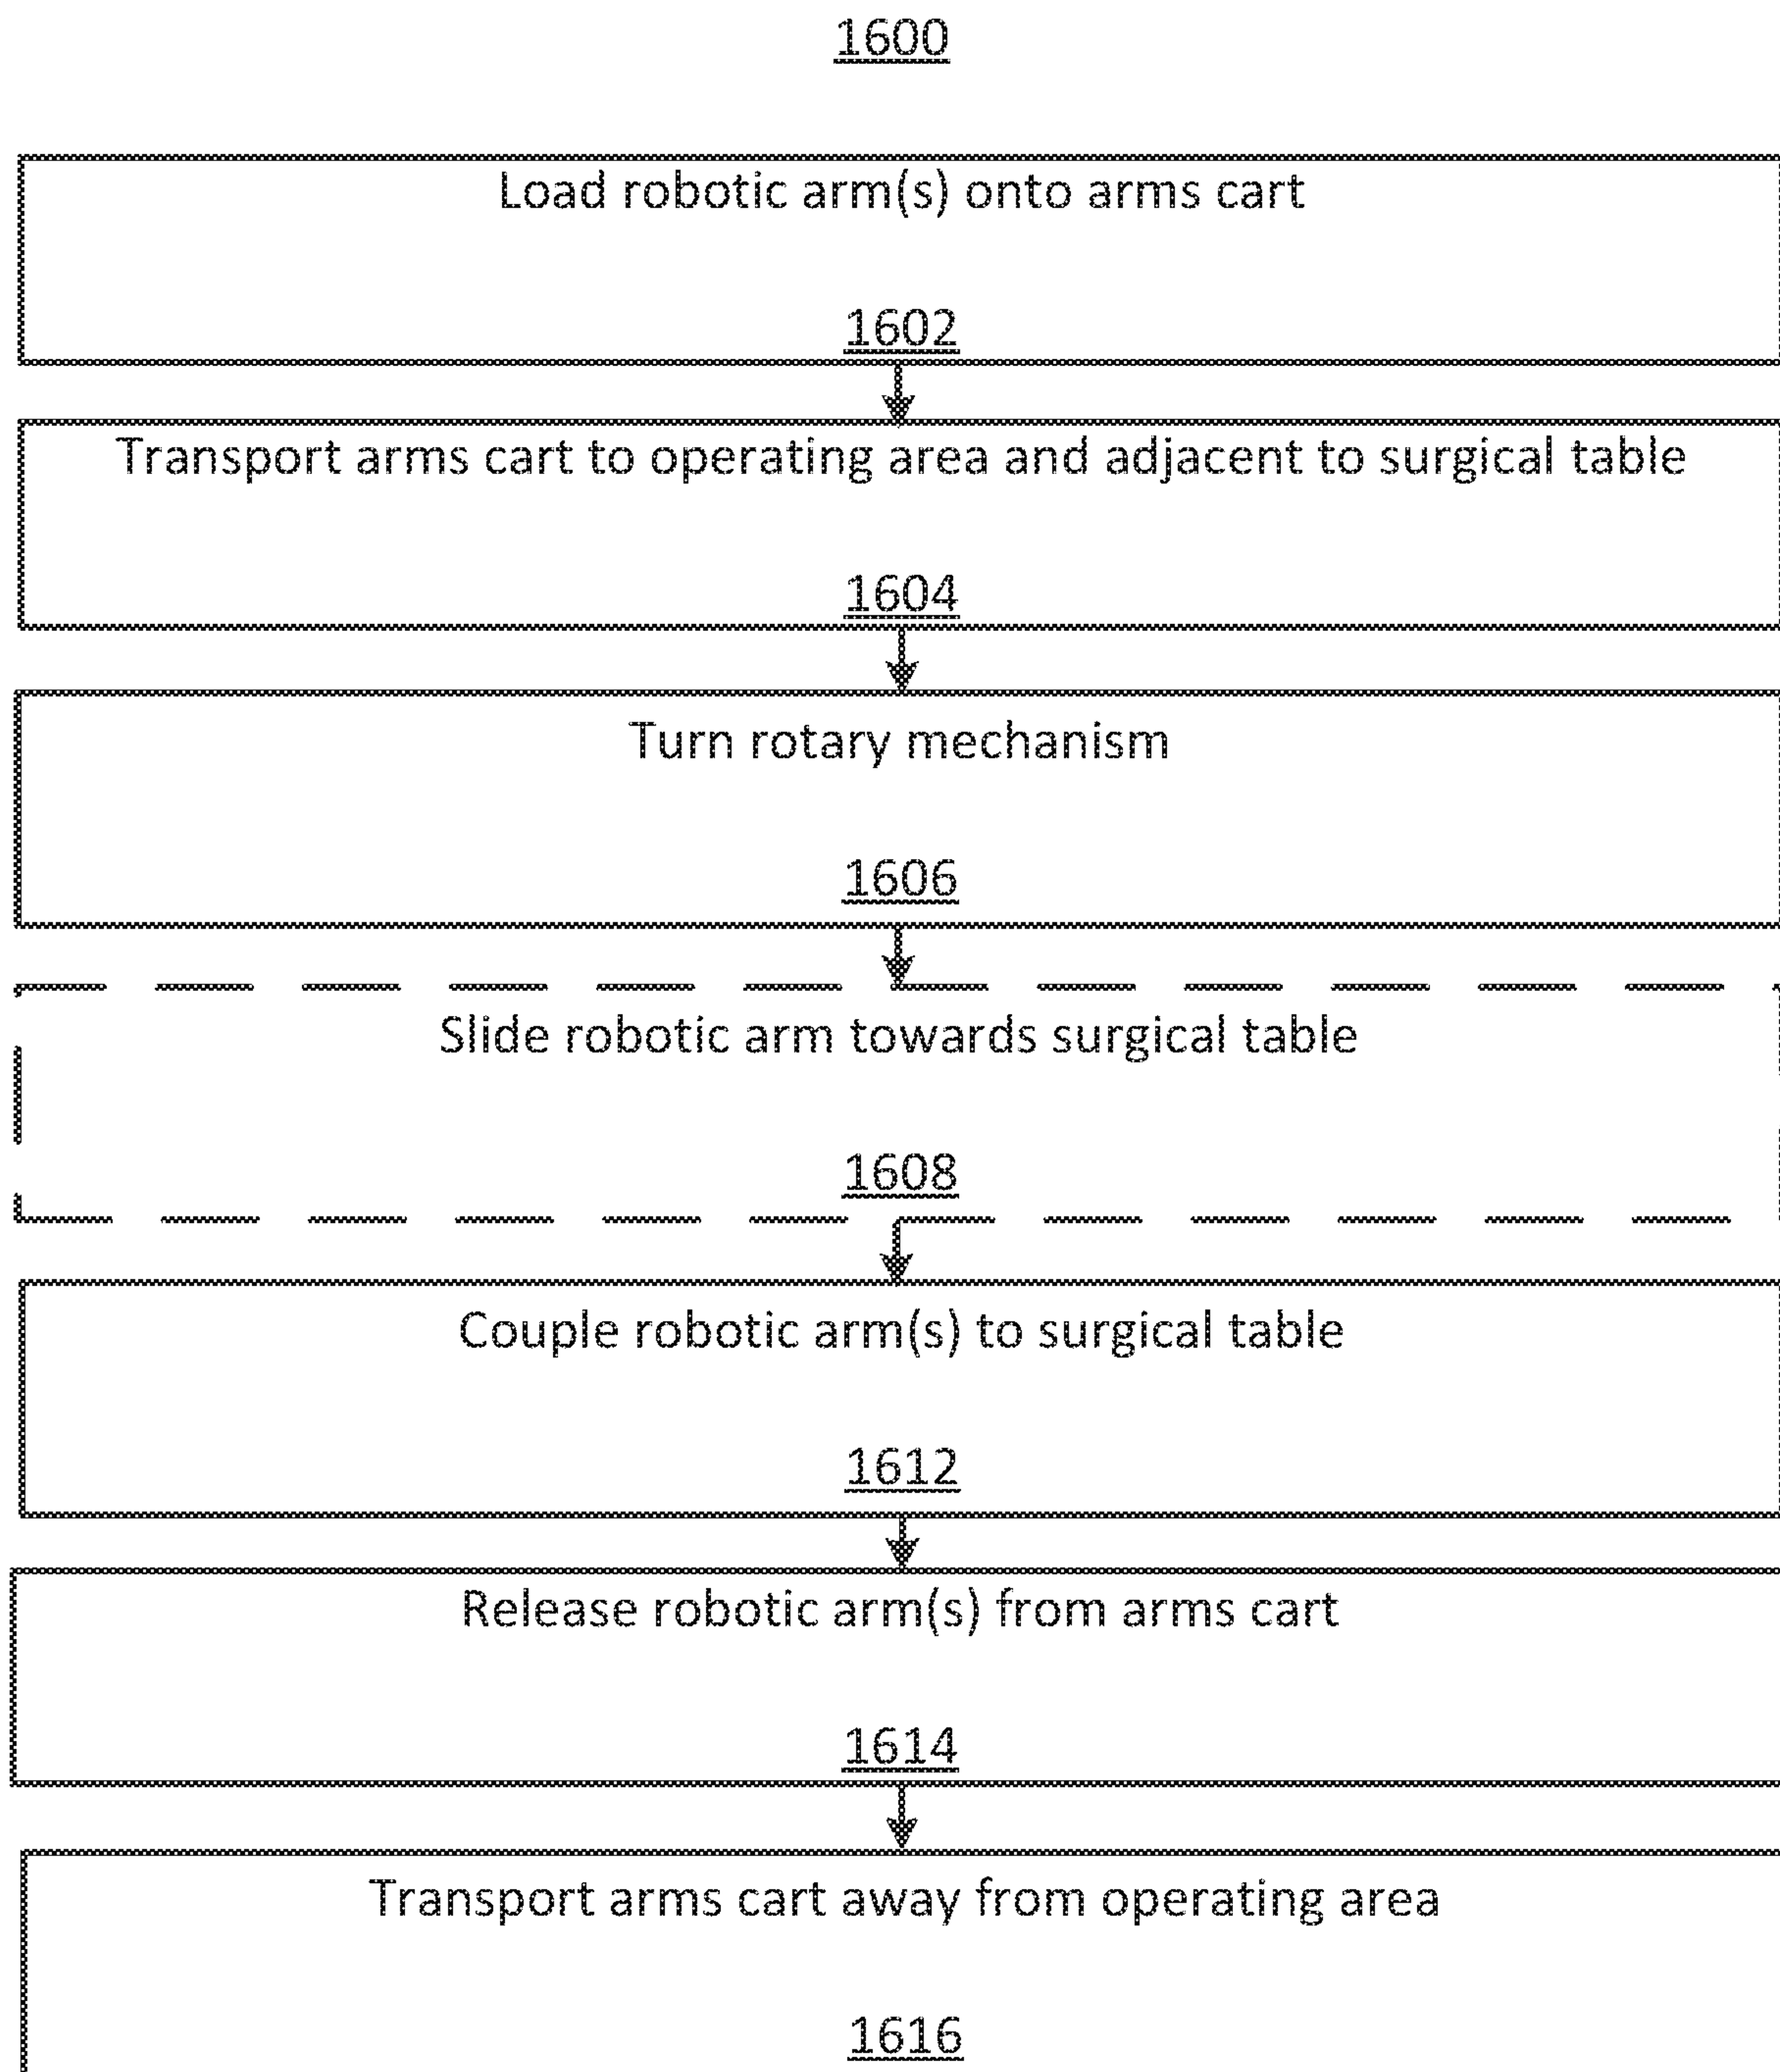 1600
Load robotic arm(s) onto arms cart
1602
Transport arms cart to operating area and adjacent to surgical table
1604
Turn rotary mechanism
1606
Slide robotic arm towards surgical table
1608
Couple robotic arm(s) to surgical table
1612
Release robotic arm(s) from arms cart
1614
Transport arms cart away from operating area
1616